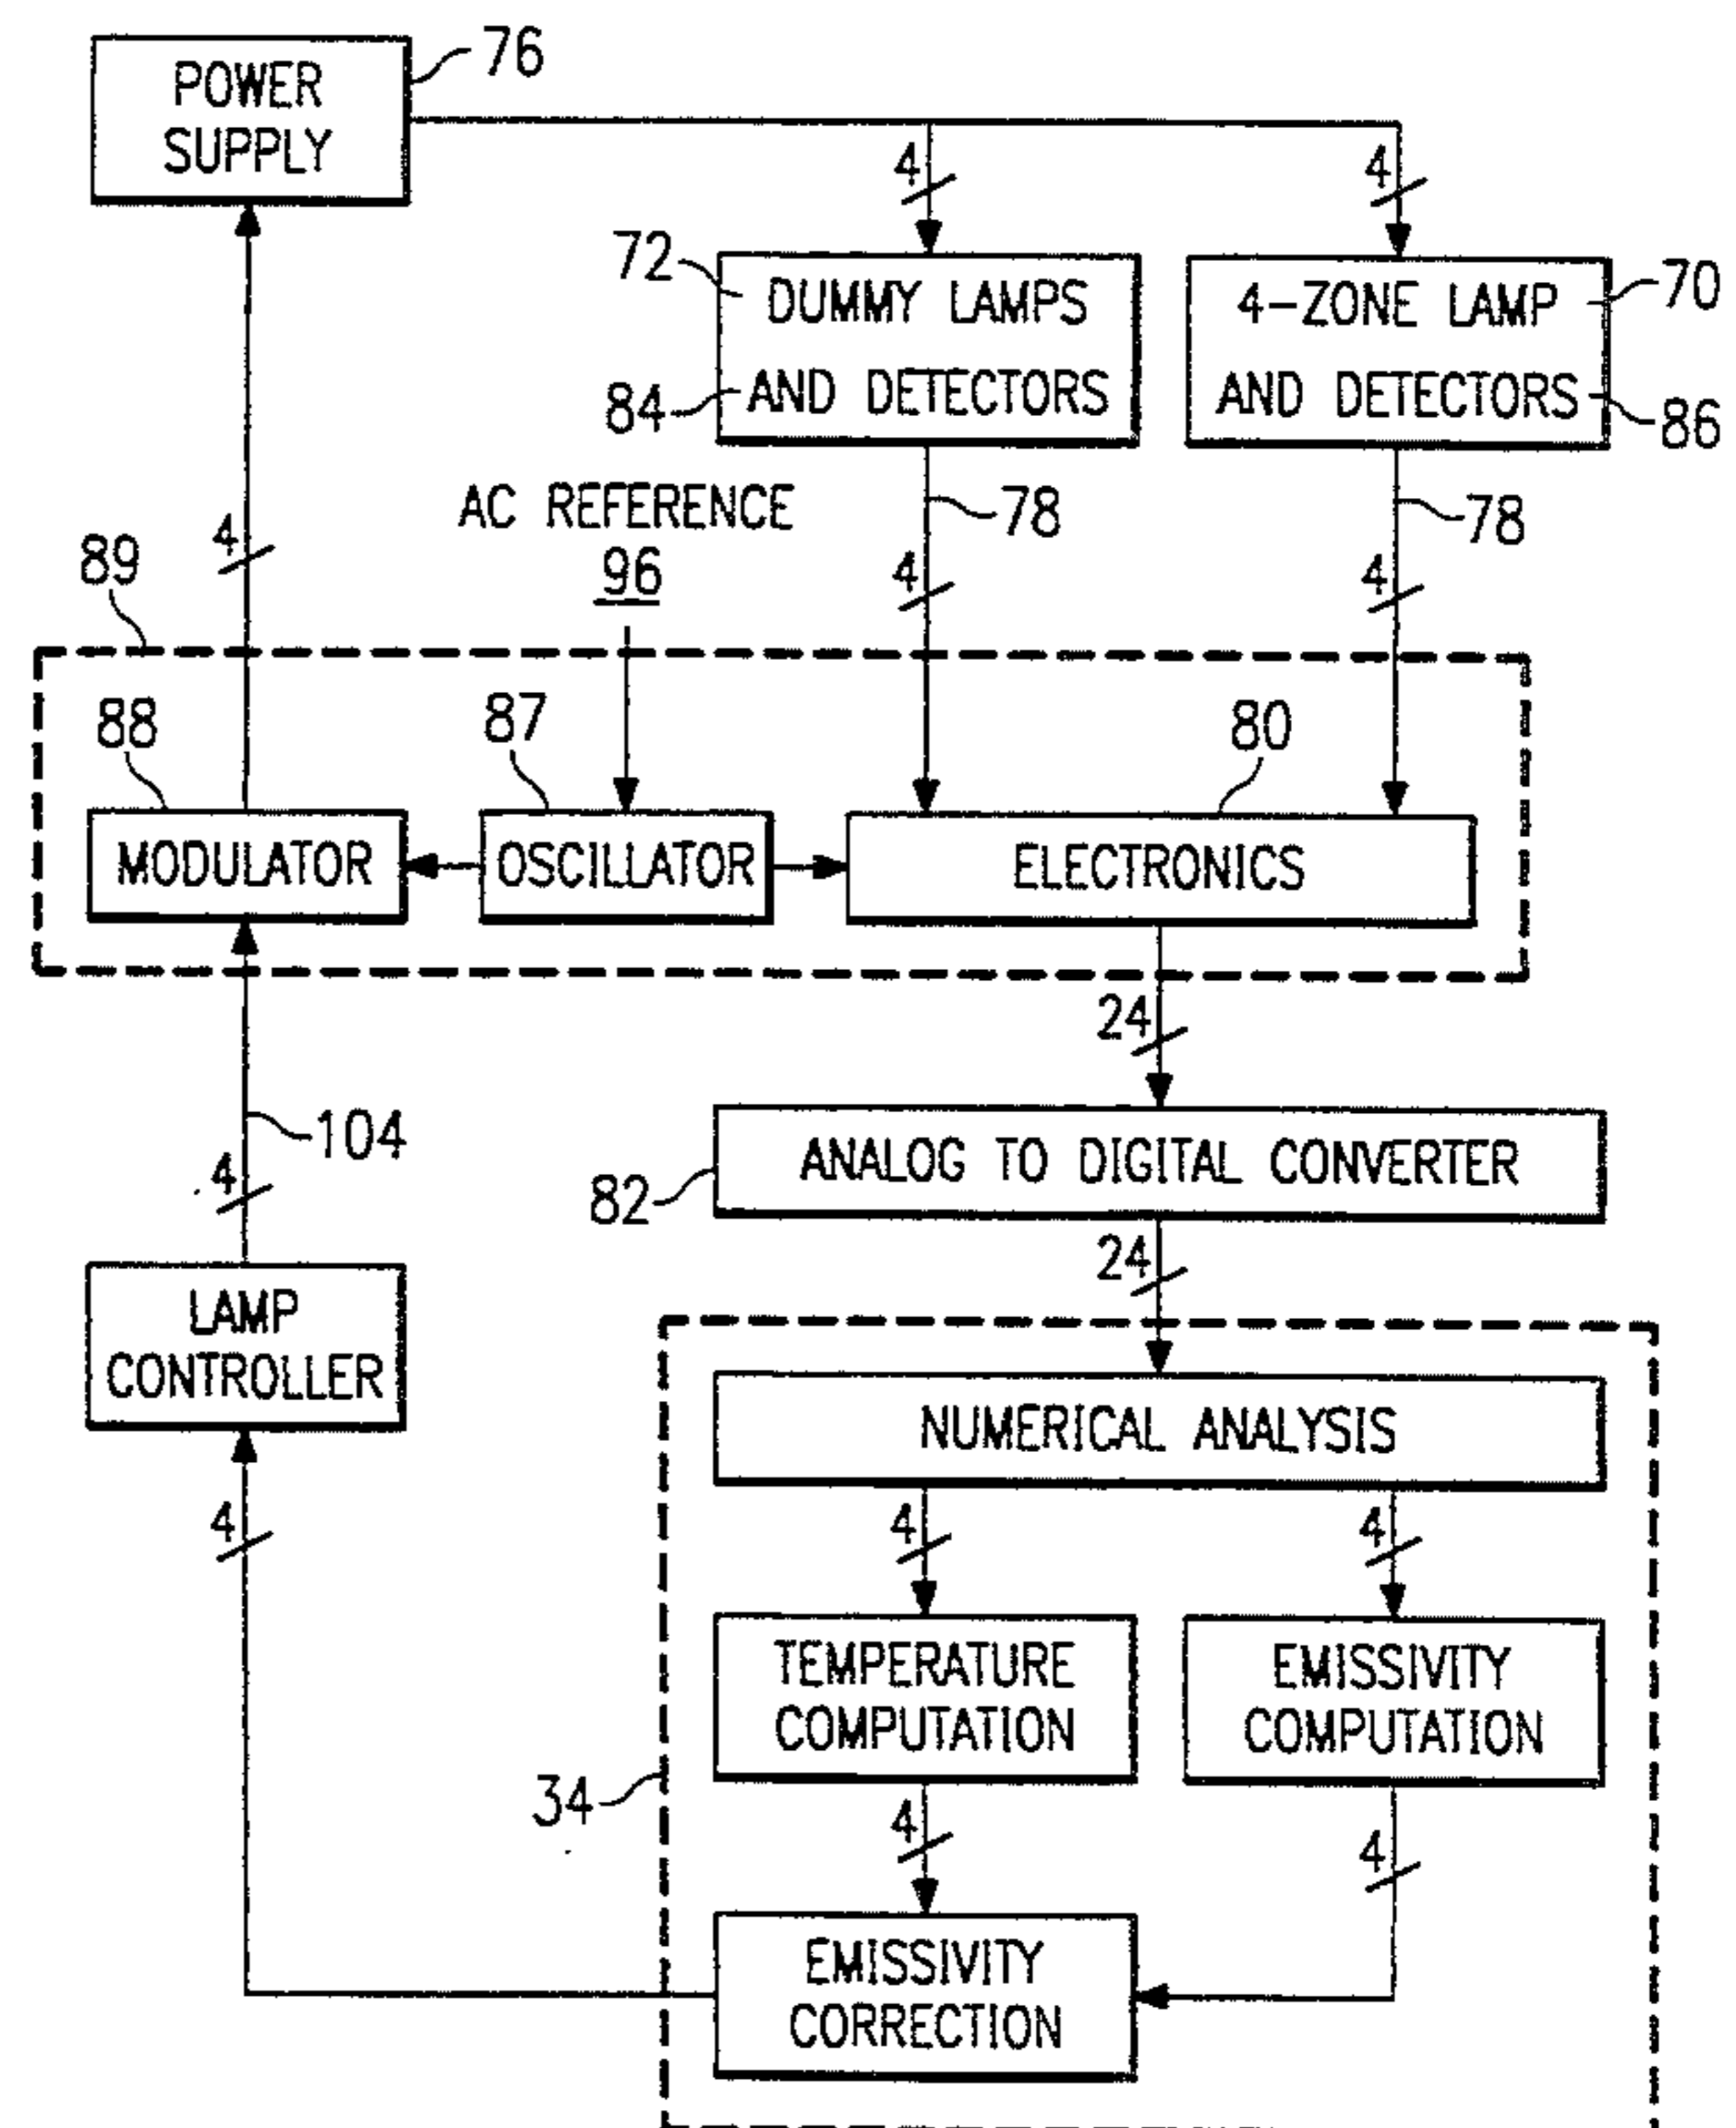 POWER
SUPPLY
76
4
4
72
DUMMY LAMPS
84
AND DETECTORS
4-ZONE LAMP
70
AND DETECTORS
86
AC REFERENCE
96
78
78
4
4
4
89
88
87
80
MODULATOR
OSCILLATOR
ELECTRONICS
24
104
4
82
ANALOG TO DIGITAL CONVERTER
24
LAMP
CONTROLLER
NUMERICAL ANALYSIS
4
4
4
TEMPERATURE
COMPUTATION
EMISSIVITY
COMPUTATION
34
4
4
EMISSIVITY
CORRECTION